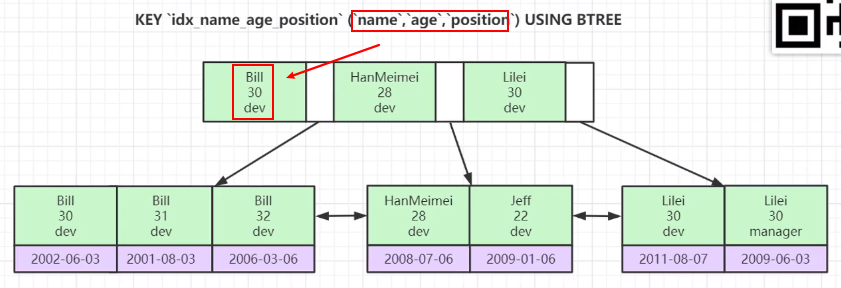 KEY `idx_name_age_position` (`name`,`age`,`position`) USING BTREE
Bill
30
dev
HanMeimei
28
dev
Lilei
30
dev
Bill
30
dev
2002-06-03
Bill
31
dev
2001-08-03
Bill
32
dev
2006-03-06
HanMeimei
28
dev
2008-07-06
Jeff
22
dev
2009-01-06
Lilei
30
dev
2011-08-07
Lilei
30
manager
2009-06-03